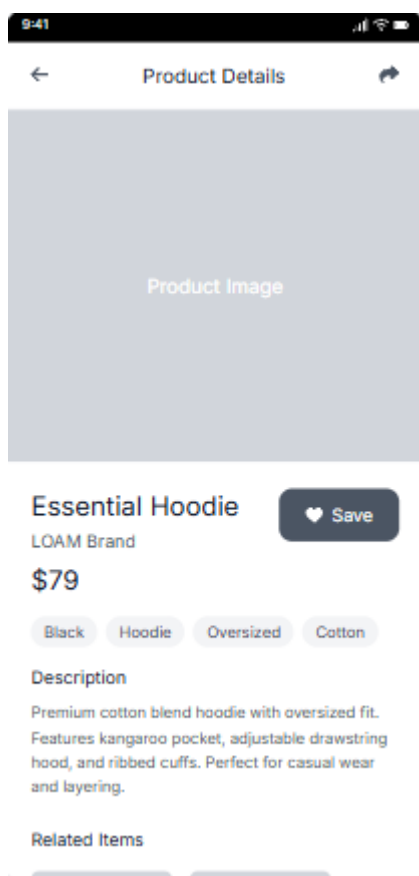 9:41
Product Details
Product Image
Essential Hoodie
Save
LOAM Brand
$79
Black Hoodie Oversized Cotton
Description
Premium cotton blend hoodie with oversized fit.
Features kangaroo pocket, adjustable drawstring
hood, and ribbed cuffs. Perfect for casual wear
and layering.
Related Items